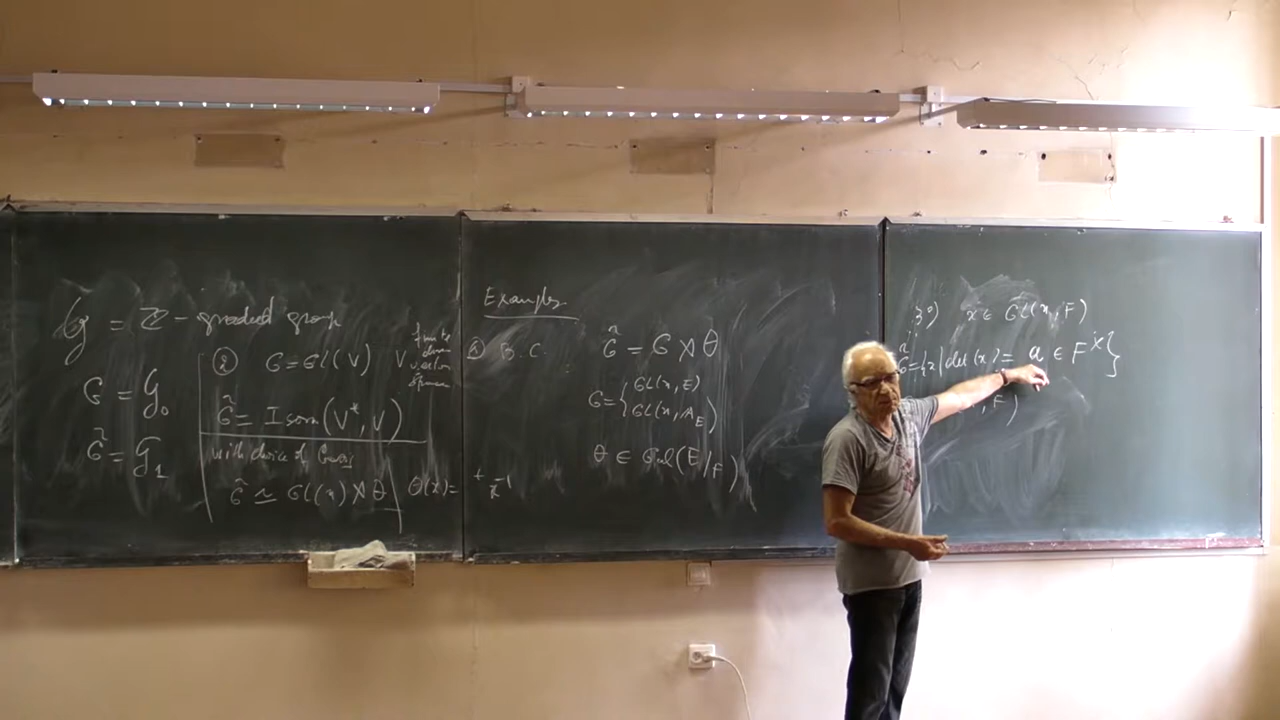 𝒢 = ℤ-graded group
G = 𝒢₀
G̃ = 𝒢₁
② G = GL(V) V finite dim vector space
G̃ = Isom(V*, V)
with choice of basis
G̃ ≃ GL(n) ⋊ θ θ(x) = ᵗx⁻¹
Examples
① B.C.
G̃ = G ⋊ θ
G = { GL(n, E)
GL(n, A_E)
θ ∈ Gal(E/F)
3°) x ∈ GL(n, F)
G̃ = {x | det(x) = a ∈ F^×}
, F)